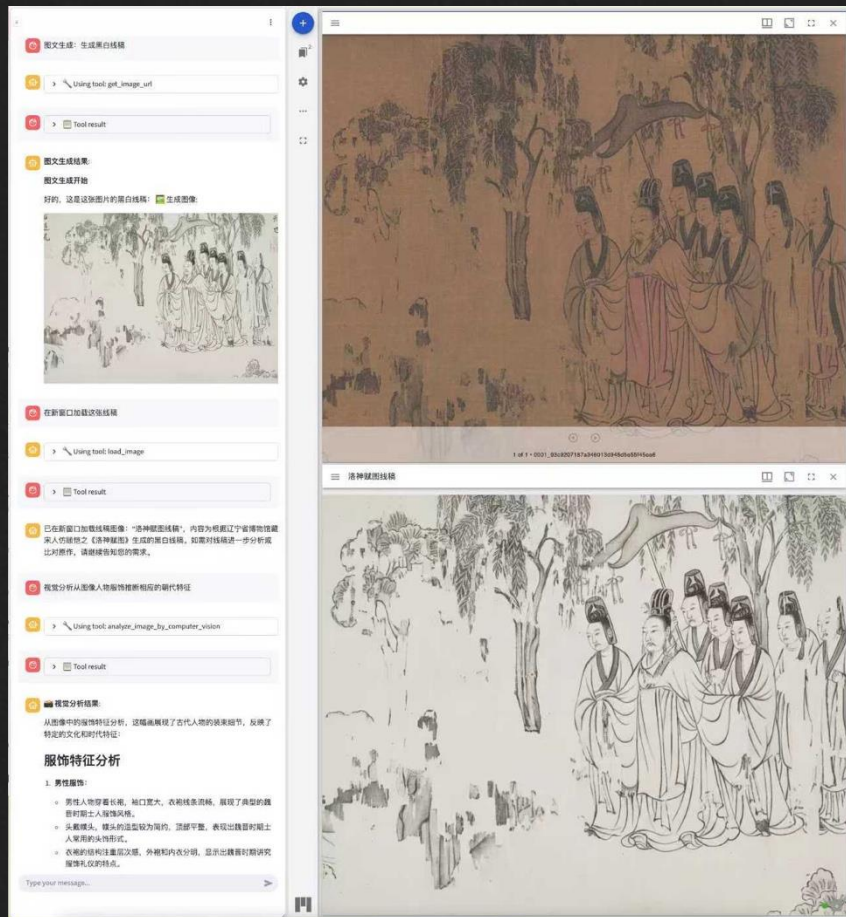 图文生成：生成黑白线稿
Using tool: get_image_url
Tool result
图文生成结果:
图文生成开始
好的，这是这张图片的黑白线稿： 生成图像:
在新窗口加载这张线稿
Using tool: load_image
Tool result
已在新窗口加载线稿图像：“洛神赋图线稿”，内容为根据辽宁省博物馆藏
宋人仿顾恺之《洛神赋图》生成的黑白线稿。如需对线稿进一步分析或
比对原作，请继续告知您的需求。
视觉分析从图像人物服饰推断相应的朝代特征
Using tool: analyze_image_by_computer_vision
Tool result
视觉分析结果:
从图像中的服饰特征分析，这幅画展现了古代人物的装束细节，反映了
特定的文化和时代特征：
服饰特征分析
1. 男性服饰：
男性人物穿着长袍，袖口宽大，衣袍线条流畅，展现了典型的魏
晋时期士人服饰风格。
头戴幞头，幞头的造型较为简约，顶部平整，表现出魏晋时期士
人常用的头饰形式。
衣袍的结构注重层次感，外袍和内衣分明，显示出魏晋时期讲究
服饰礼仪的特点。
Type your message...
2
1 of 1
洛神赋图线稿